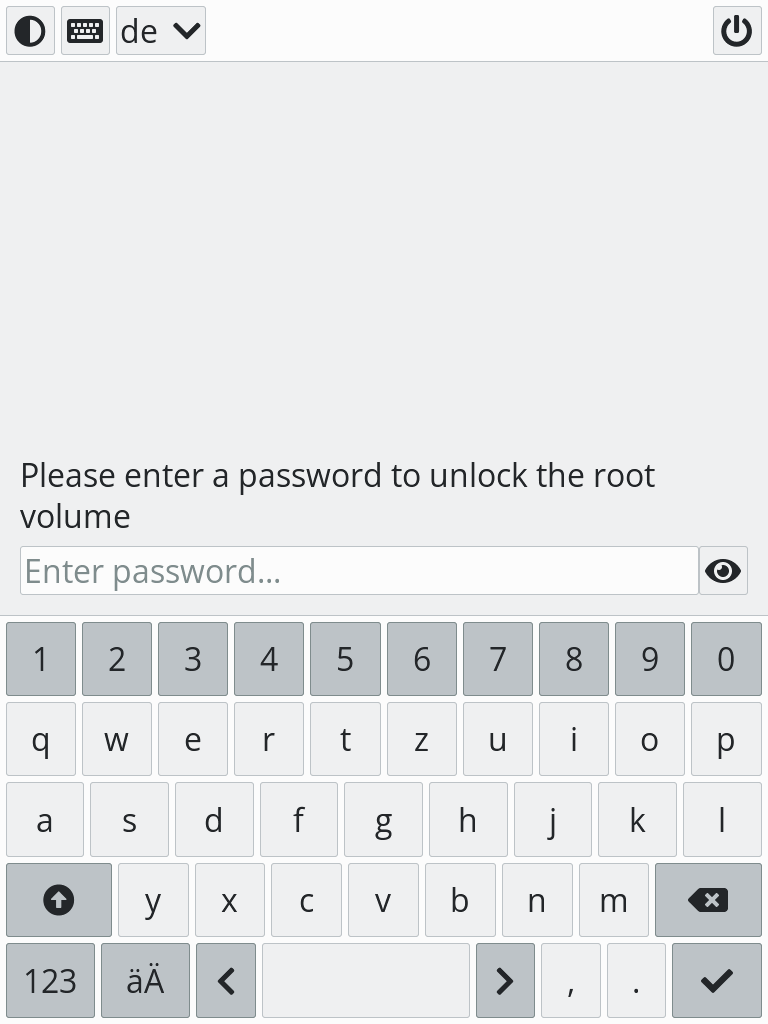 de
Please enter a password to unlock the root
volume
Enter password...
1 2 3 4 5 6 7 8 9 0
q w e r t z u i o p
a s d f g h j k l
y x c v b n m
123 äÄ , .